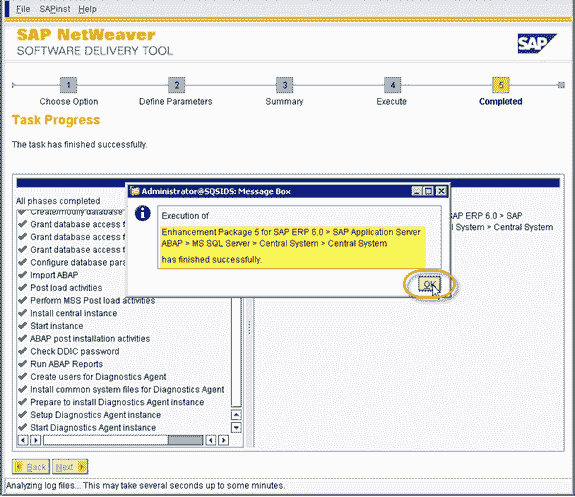 File SAPinst Help
SAP NetWeaver
SOFTWARE DELIVERY TOOL
SAP
1 2 3 4 5
Choose Option Define Parameters Summary Execute Completed
Task Progress
The task has finished successfully.
All phases completed
Create/modify database
Grant database access f
Grant database access f
Grant database access f
Configure database para
Import ABAP
Post load activities
Perform MSS Post load activities
Install central instance
Start instance
ABAP post installation activities
Check DDIC password
Run ABAP Reports
Create users for Diagnostics Agent
Install common system files for Diagnostics Agent
Prepare to install Diagnostics Agent instance
Setup Diagnostics Agent instance
Start Diagnostics Agent instance
AP ERP 6.0 > SAP
System > Central System
Administrator@SQSIDS: Message Box
Execution of
Enhancement Package 5 for SAP ERP 6.0 > SAP Application Server
ABAP > MS SQL Server > Central System > Central System
has finished successfully.
OK
Back Next
Analyzing log files... This may take several seconds up to some minutes.